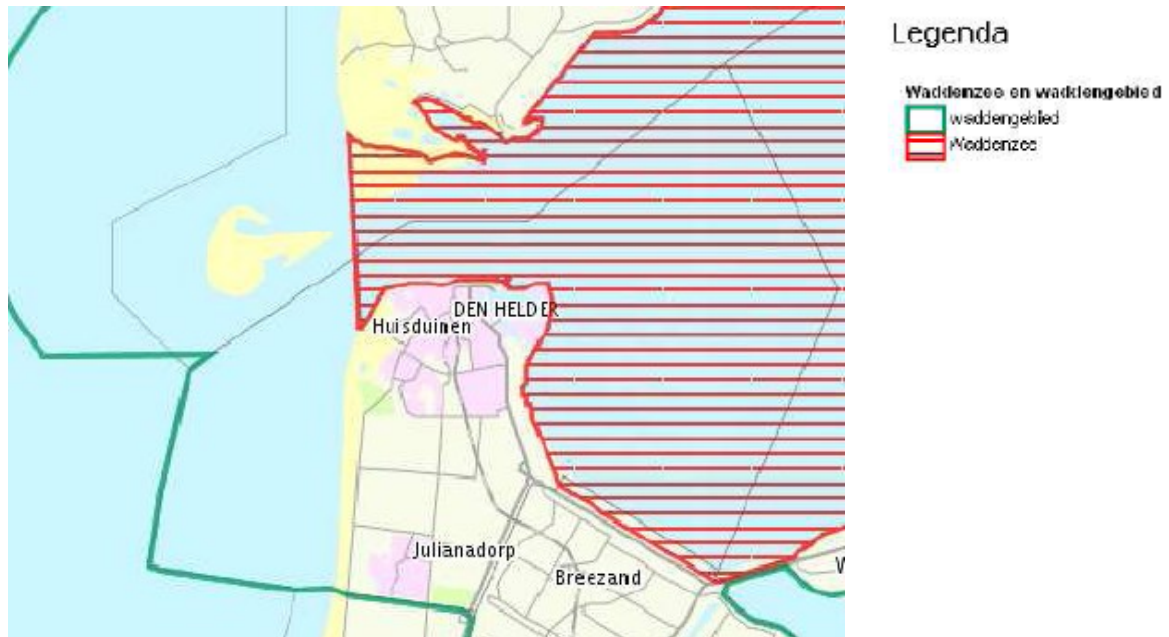 Legenda
Waddenzee en waddengebied
waddengebied
Waddenzee
DEN HELDER
Huisduinen
Julianadorp
Breezand
W